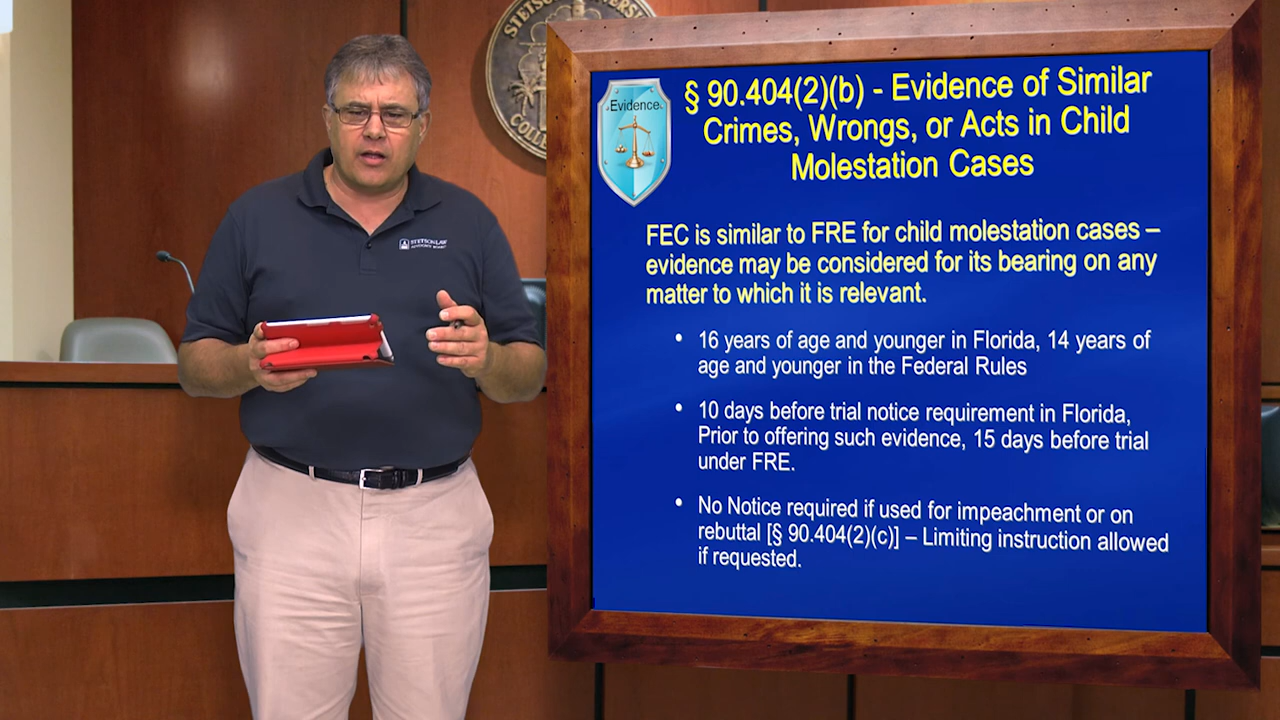 STETSON UNIVERSITY
COLLEGE
STETSON LAW
ADVOCACY BOARD
Evidence
§ 90.404(2)(b) - Evidence of Similar
Crimes, Wrongs, or Acts in Child
Molestation Cases
FEC is similar to FRE for child molestation cases –
evidence may be considered for its bearing on any
matter to which it is relevant.
• 16 years of age and younger in Florida, 14 years of
age and younger in the Federal Rules
• 10 days before trial notice requirement in Florida,
Prior to offering such evidence, 15 days before trial
under FRE.
• No Notice required if used for impeachment or on
rebuttal [§ 90.404(2)(c)] – Limiting instruction allowed
if requested.